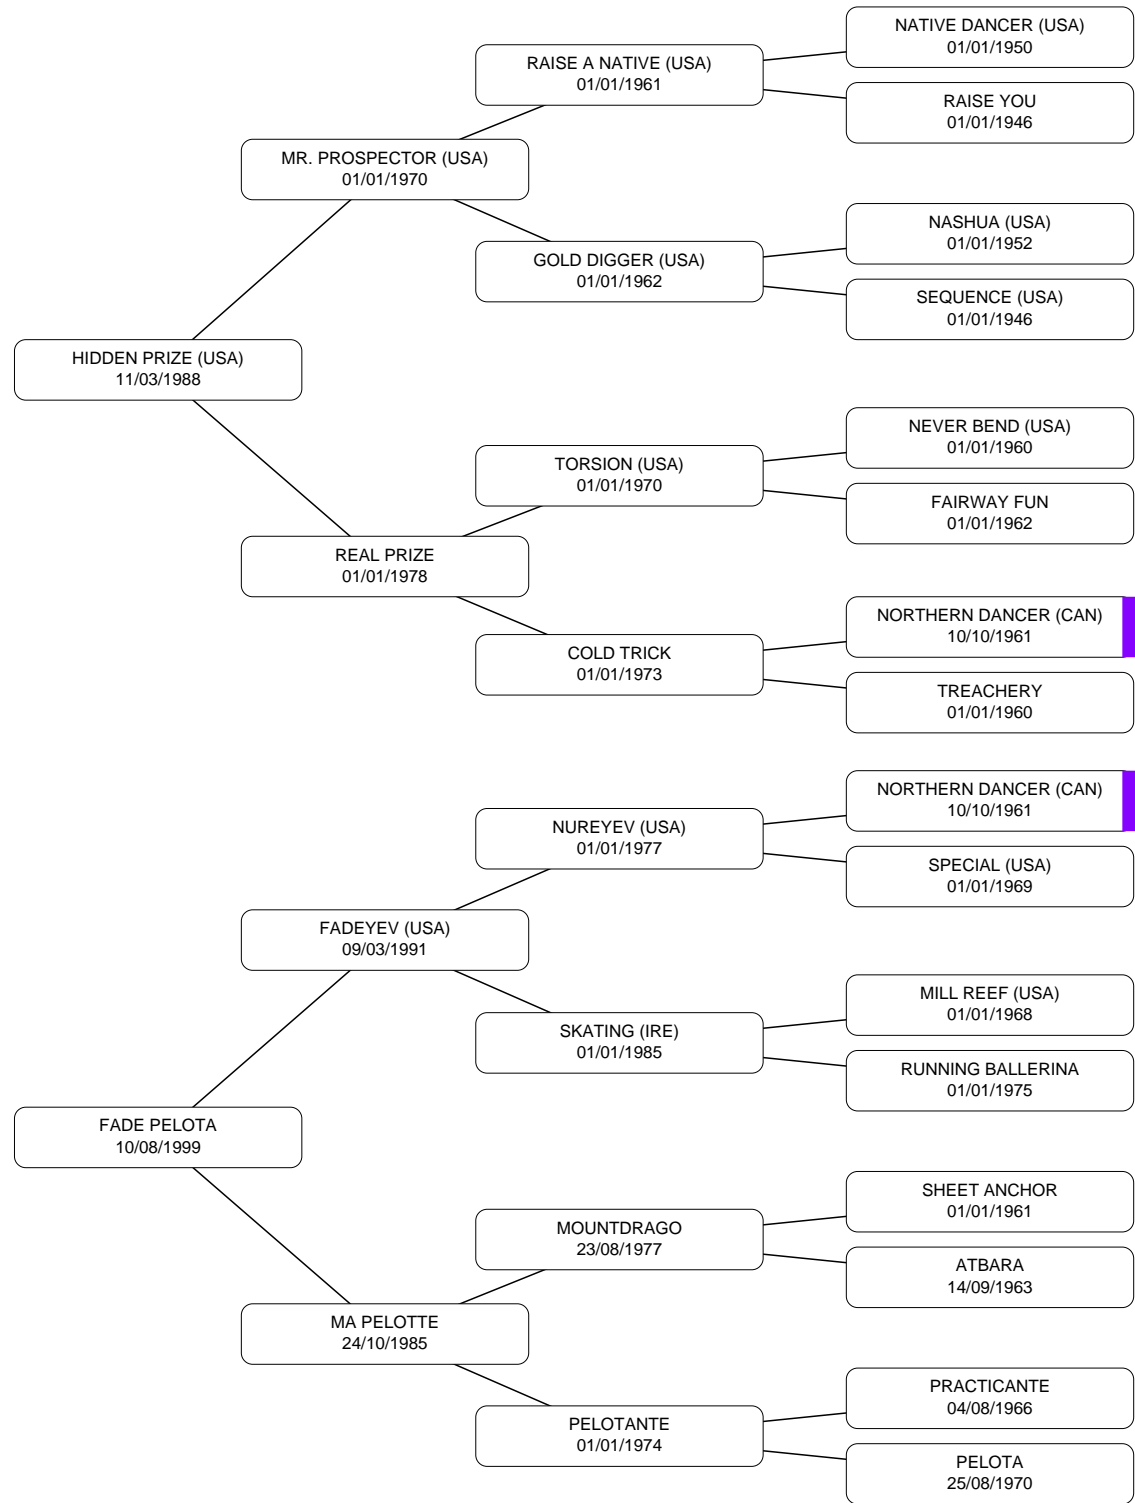 NATIVE DANCER (USA)
01/01/1950
RAISE A NATIVE (USA)
01/01/1961
RAISE YOU
01/01/1946
MR. PROSPECTOR (USA)
01/01/1970
NASHUA (USA)
01/01/1952
GOLD DIGGER (USA)
01/01/1962
SEQUENCE (USA)
01/01/1946
HIDDEN PRIZE (USA)
11/03/1988
NEVER BEND (USA)
01/01/1960
TORSION (USA)
01/01/1970
FAIRWAY FUN
01/01/1962
REAL PRIZE
01/01/1978
NORTHERN DANCER (CAN)
10/10/1961
COLD TRICK
01/01/1973
TREACHERY
01/01/1960
NORTHERN DANCER (CAN)
10/10/1961
NUREYEV (USA)
01/01/1977
SPECIAL (USA)
01/01/1969
FADEYEV (USA)
09/03/1991
MILL REEF (USA)
01/01/1968
SKATING (IRE)
01/01/1985
RUNNING BALLERINA
01/01/1975
FADE PELOTA
10/08/1999
SHEET ANCHOR
01/01/1961
MOUNTDRAGO
23/08/1977
ATBARA
14/09/1963
MA PELOTTE
24/10/1985
PRACTICANTE
04/08/1966
PELOTANTE
01/01/1974
PELOTA
25/08/1970